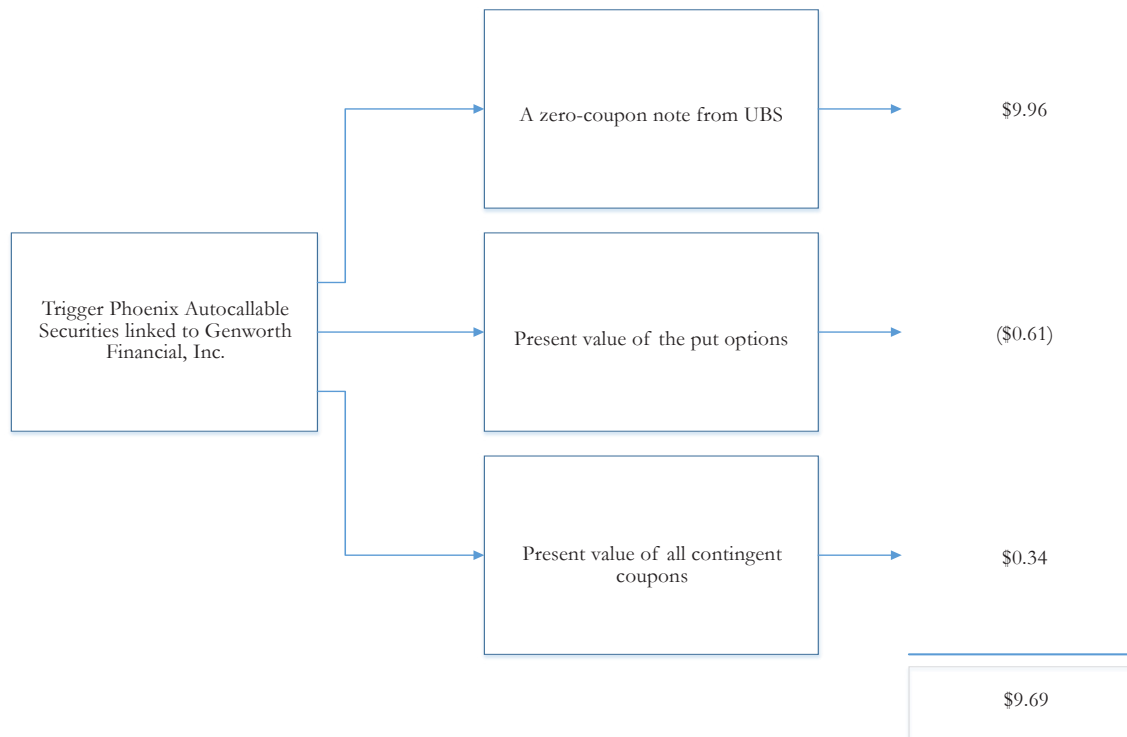 A zero-coupon note from UBS
$9.96
Trigger Phoenix Autocallable
Securities linked to Genworth
Financial, Inc.
Present value of the put options
($0.61)
Present value of all contingent
coupons
$0.34
$9.69